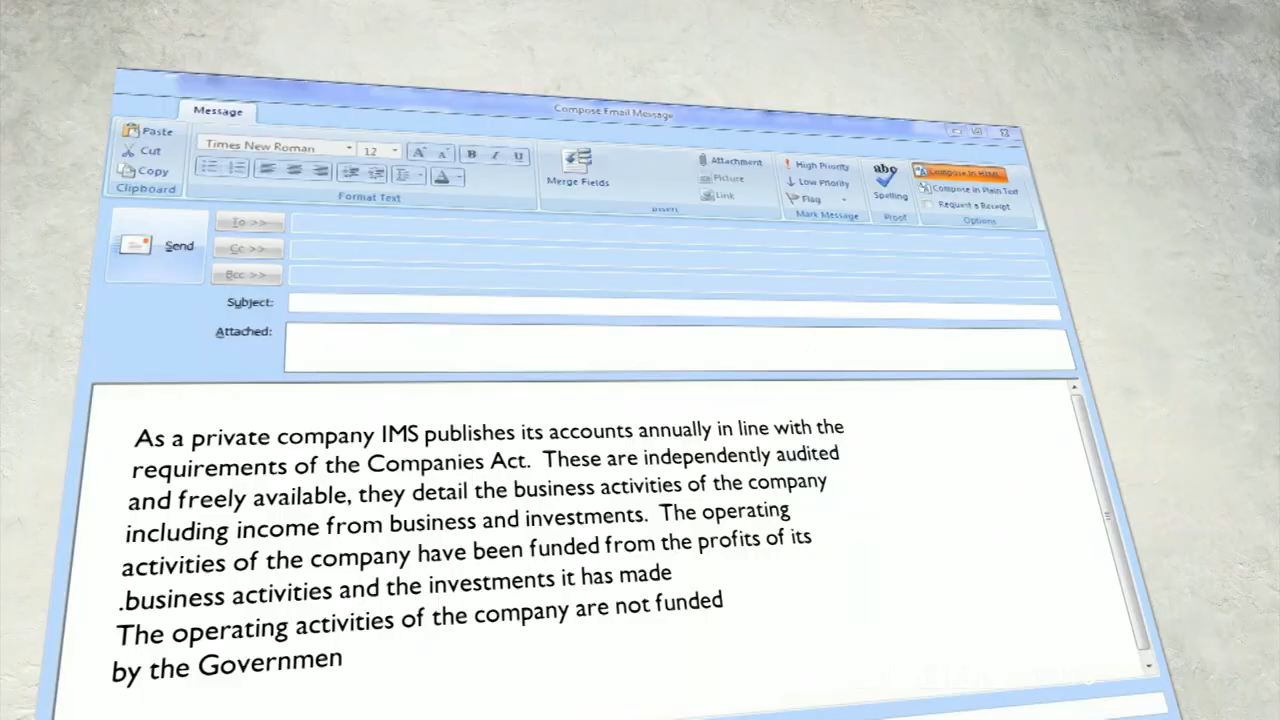 Compose Email Message
Message
Paste
Cut
Copy
Clipboard
Times New Roman
12
A A B I U
A
Format Text
Merge Fields
Attachment
Picture
Link
Insert
High Priority
Low Priority
Flag
Mark Message
abc
Spelling
Proof
Compose in HTML
Compose in Plain Text
Request a Receipt
Options
Send
To >>
Cc >>
Bcc >>
Subject:
Attached:
As a private company IMS publishes its accounts annually in line with the
requirements of the Companies Act. These are independently audited
and freely available, they detail the business activities of the company
including income from business and investments. The operating
activities of the company have been funded from the profits of its
.business activities and the investments it has made
The operating activities of the company are not funded
by the Governmen